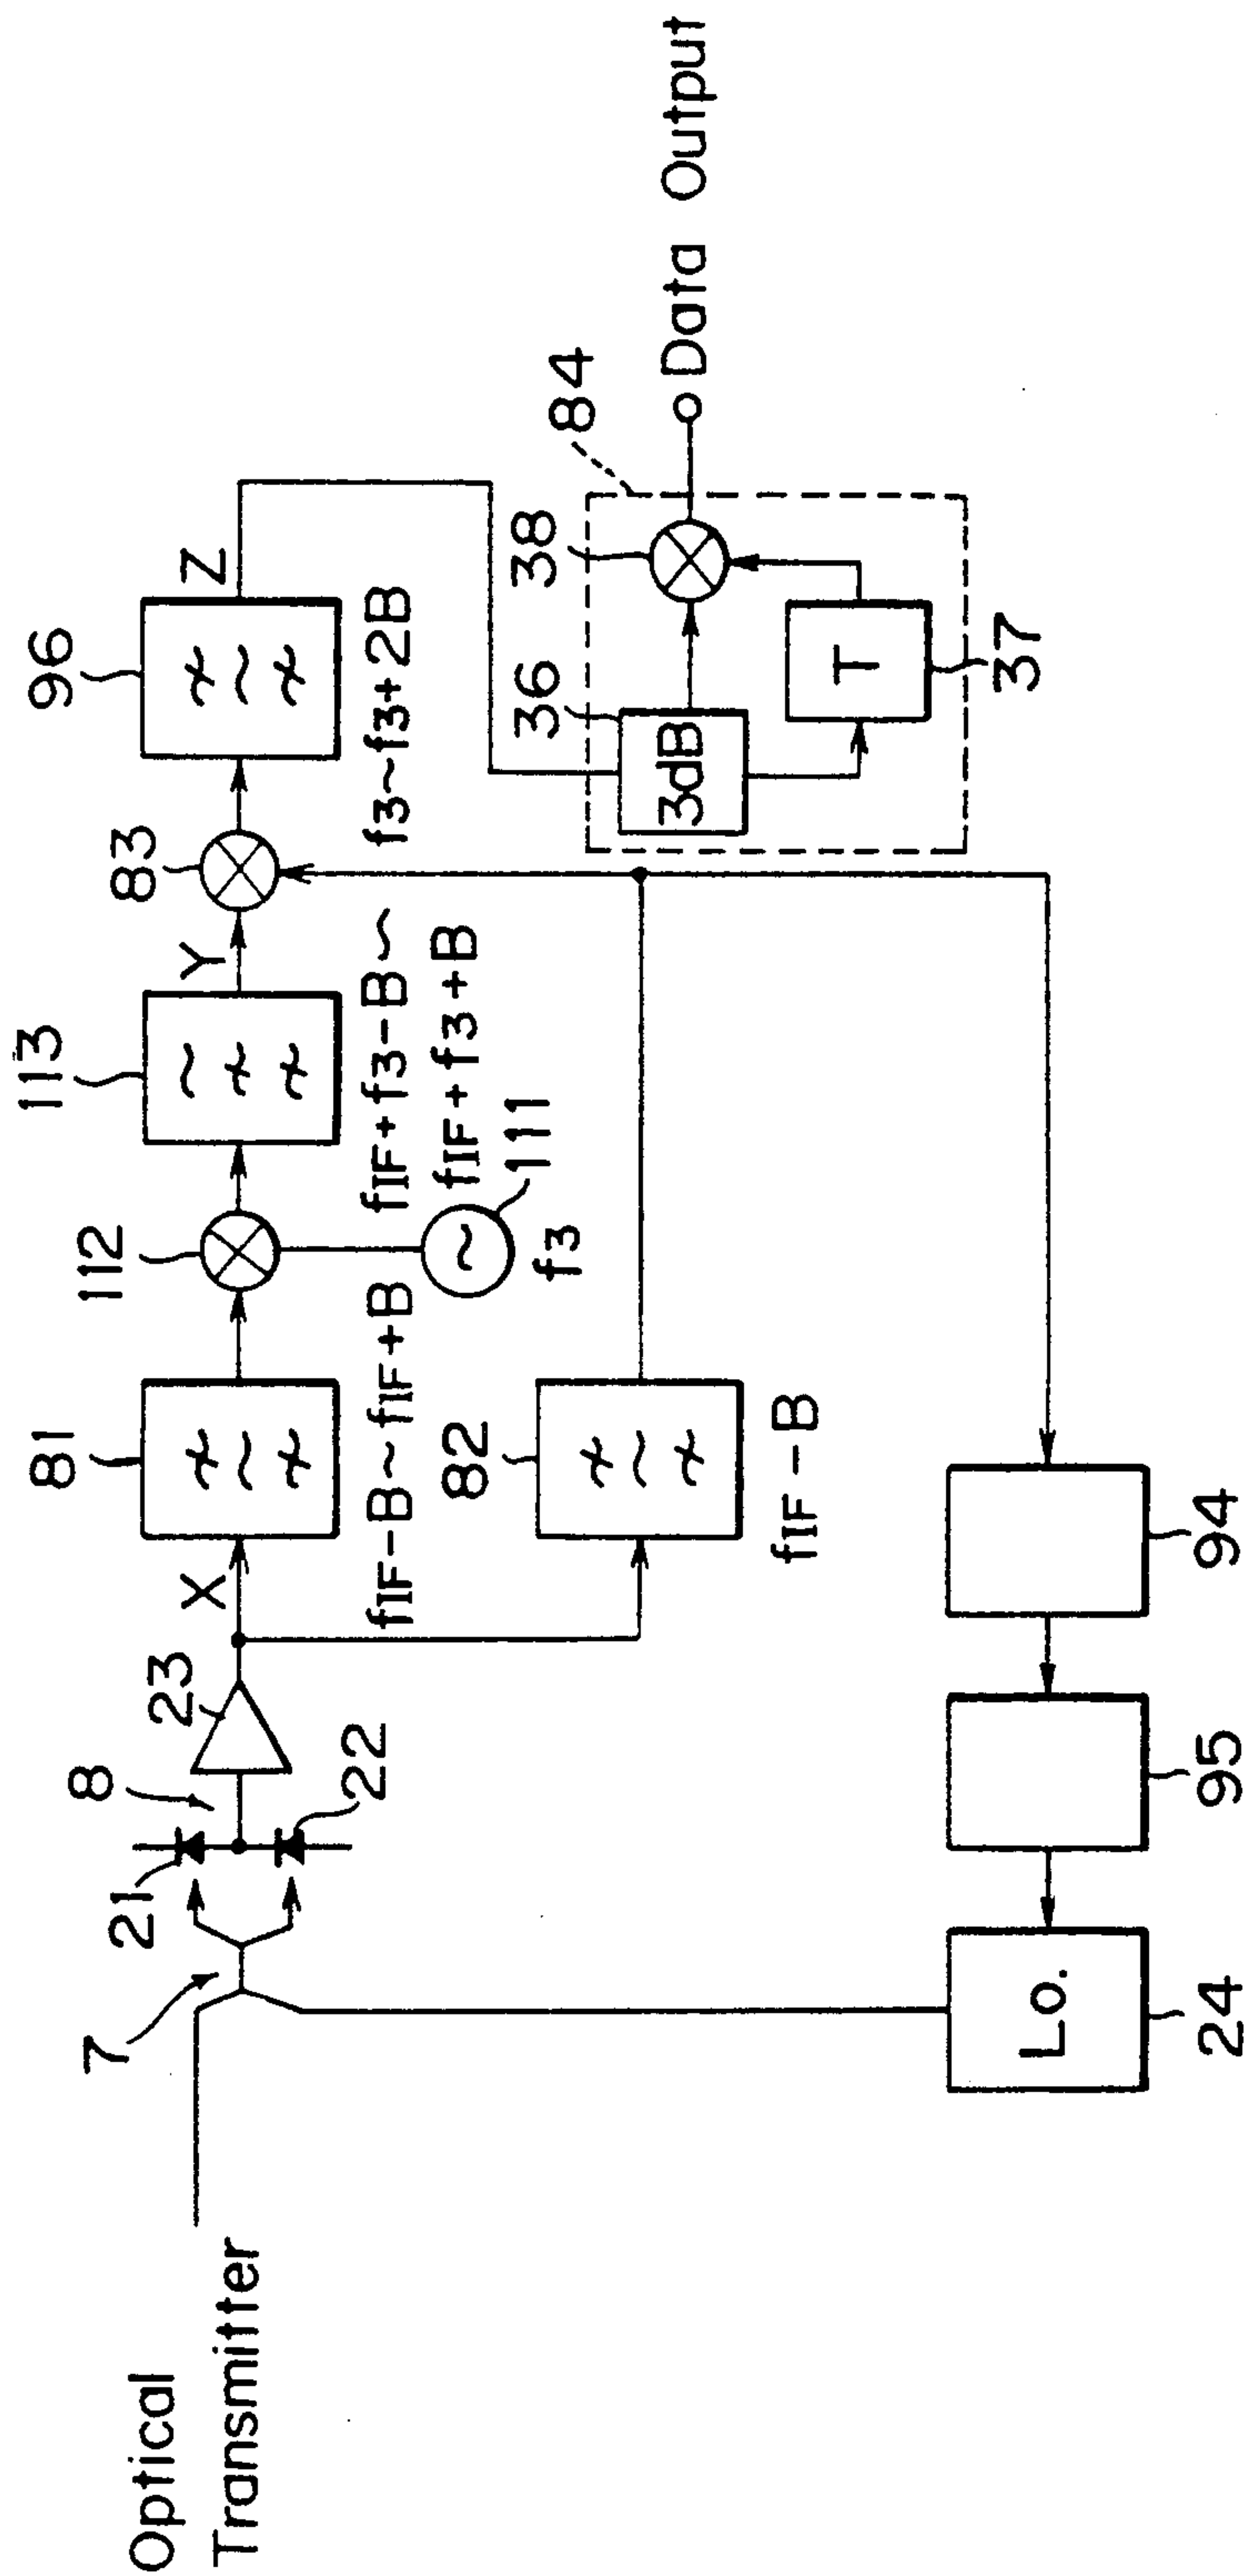 Optical
Transmitter
7
8
21
22
23
X
81
fIF-B~fIF+B
82
fIF-B
112
111
f3
113
fIF+f3-B~
fIF+f3+B
Y
83
96
f3~f3+2B
Z
84
36
3dB
38
T
37
Data Output
94
95
Lo.
24